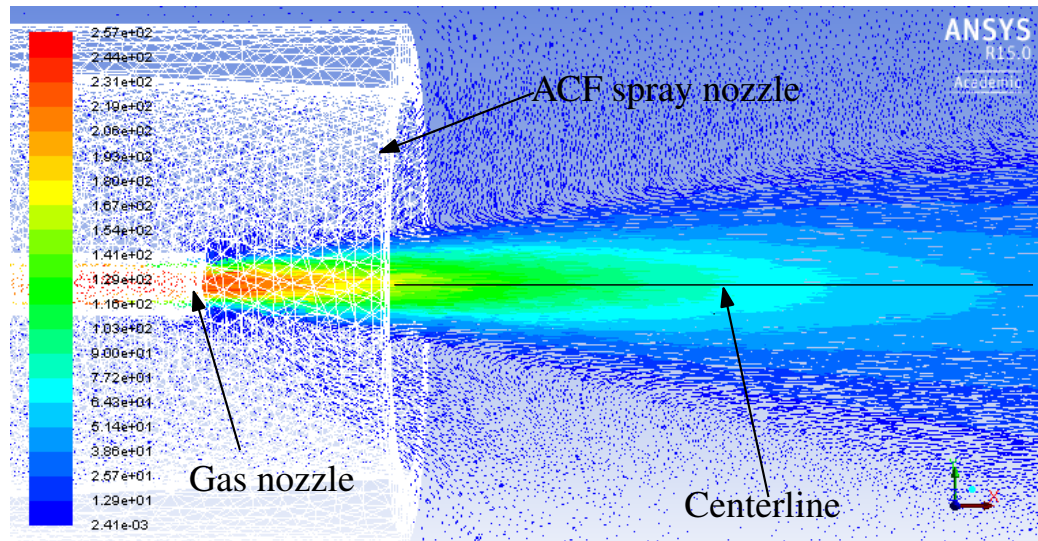 2.57e+02
2.44e+02
2.31e+02
2.19e+02
2.06e+02
1.93e+02
1.80e+02
1.67e+02
1.54e+02
1.41e+02
1.29e+02
1.16e+02
1.03e+02
9.00e+01
7.72e+01
6.43e+01
5.14e+01
3.86e+01
2.57e+01
1.29e+01
2.41e-03
ANSYS
R15.0
Academic
ACF spray nozzle
Gas nozzle
Centerline
Y
X